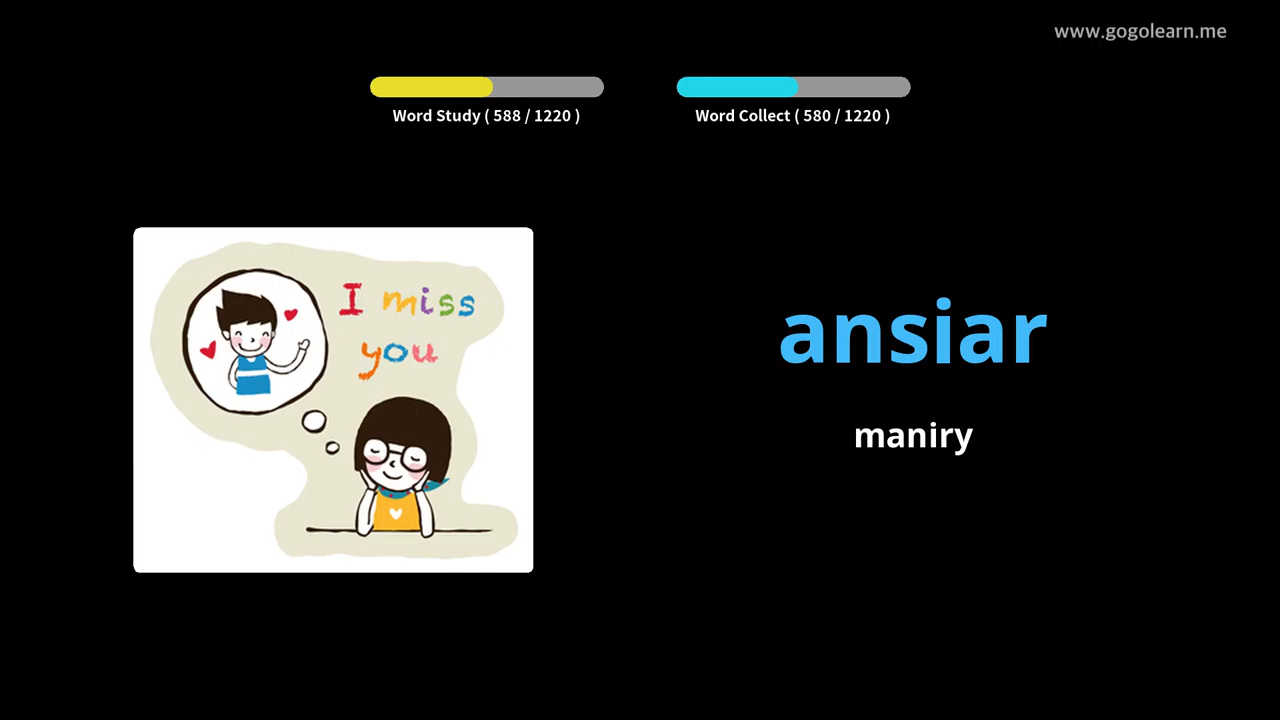 www.gogolearn.me
Word Study ( 588 / 1220 )
Word Collect ( 580 / 1220 )
I miss
you
ansiar
maniry